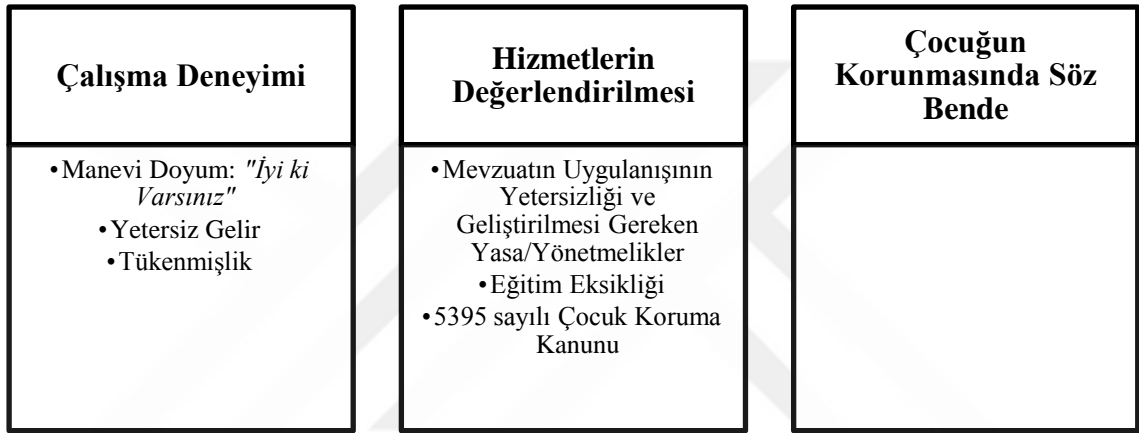 Çalışma Deneyimi
•Manevi Doyum: "İyi ki
Varsınız"
•Yetersiz Gelir
•Tükenmişlik
Hizmetlerin
Değerlendirilmesi
•Mevzuatın Uygulanışının
Yetersizliği ve
Geliştirilmesi Gereken
Yasa/Yönetmelikler
•Eğitim Eksikliği
•5395 sayılı Çocuk Koruma
Kanunu
Çocuğun
Korunmasında Söz
Bende